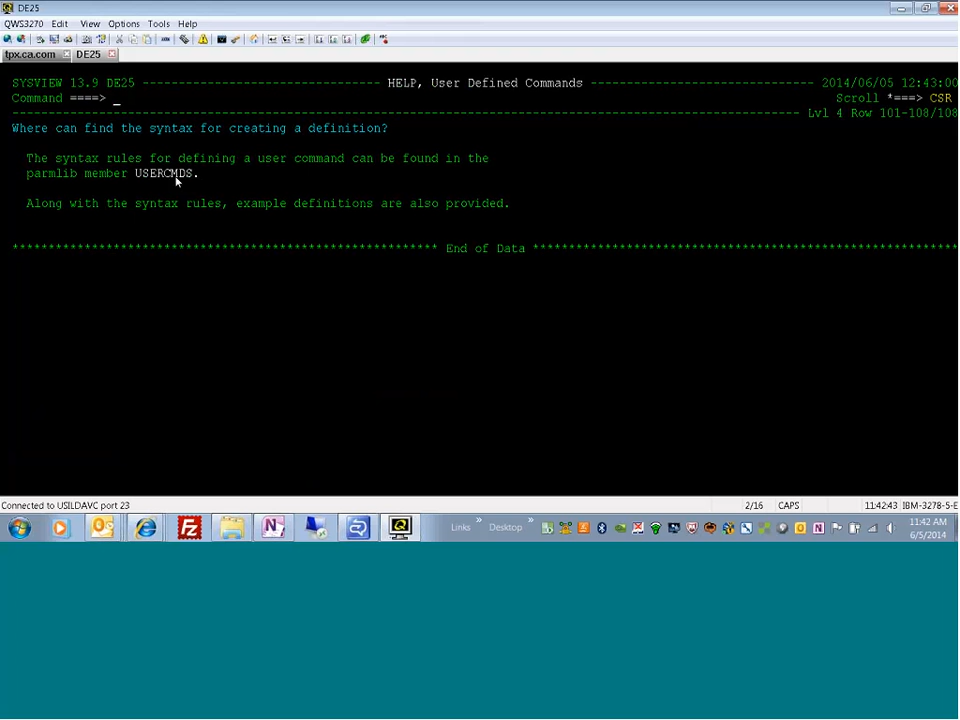 DE25
QWS3270 Edit View Options Tools Help
tpx.ca.com DE25
SYSVIEW 13.9 DE25 --------------------------------- HELP, User Defined Commands ------------------------------- 2014/06/05 12:43:00
Command ====> _ Scroll *===> CSR
-------------------------------------------------------------------------------------------------------------- Lvl 4 Row 101-108/108
Where can find the syntax for creating a definition?
The syntax rules for defining a user command can be found in the
parmlib member USERCMDS.
Along with the syntax rules, example definitions are also provided.
*********************************************************** End of Data ***********************************************************
Connected to USILDAVC port 23 2/16 CAPS 11:42:43 IBM-3278-5-E
Links » Desktop » 11:42 AM
6/5/2014